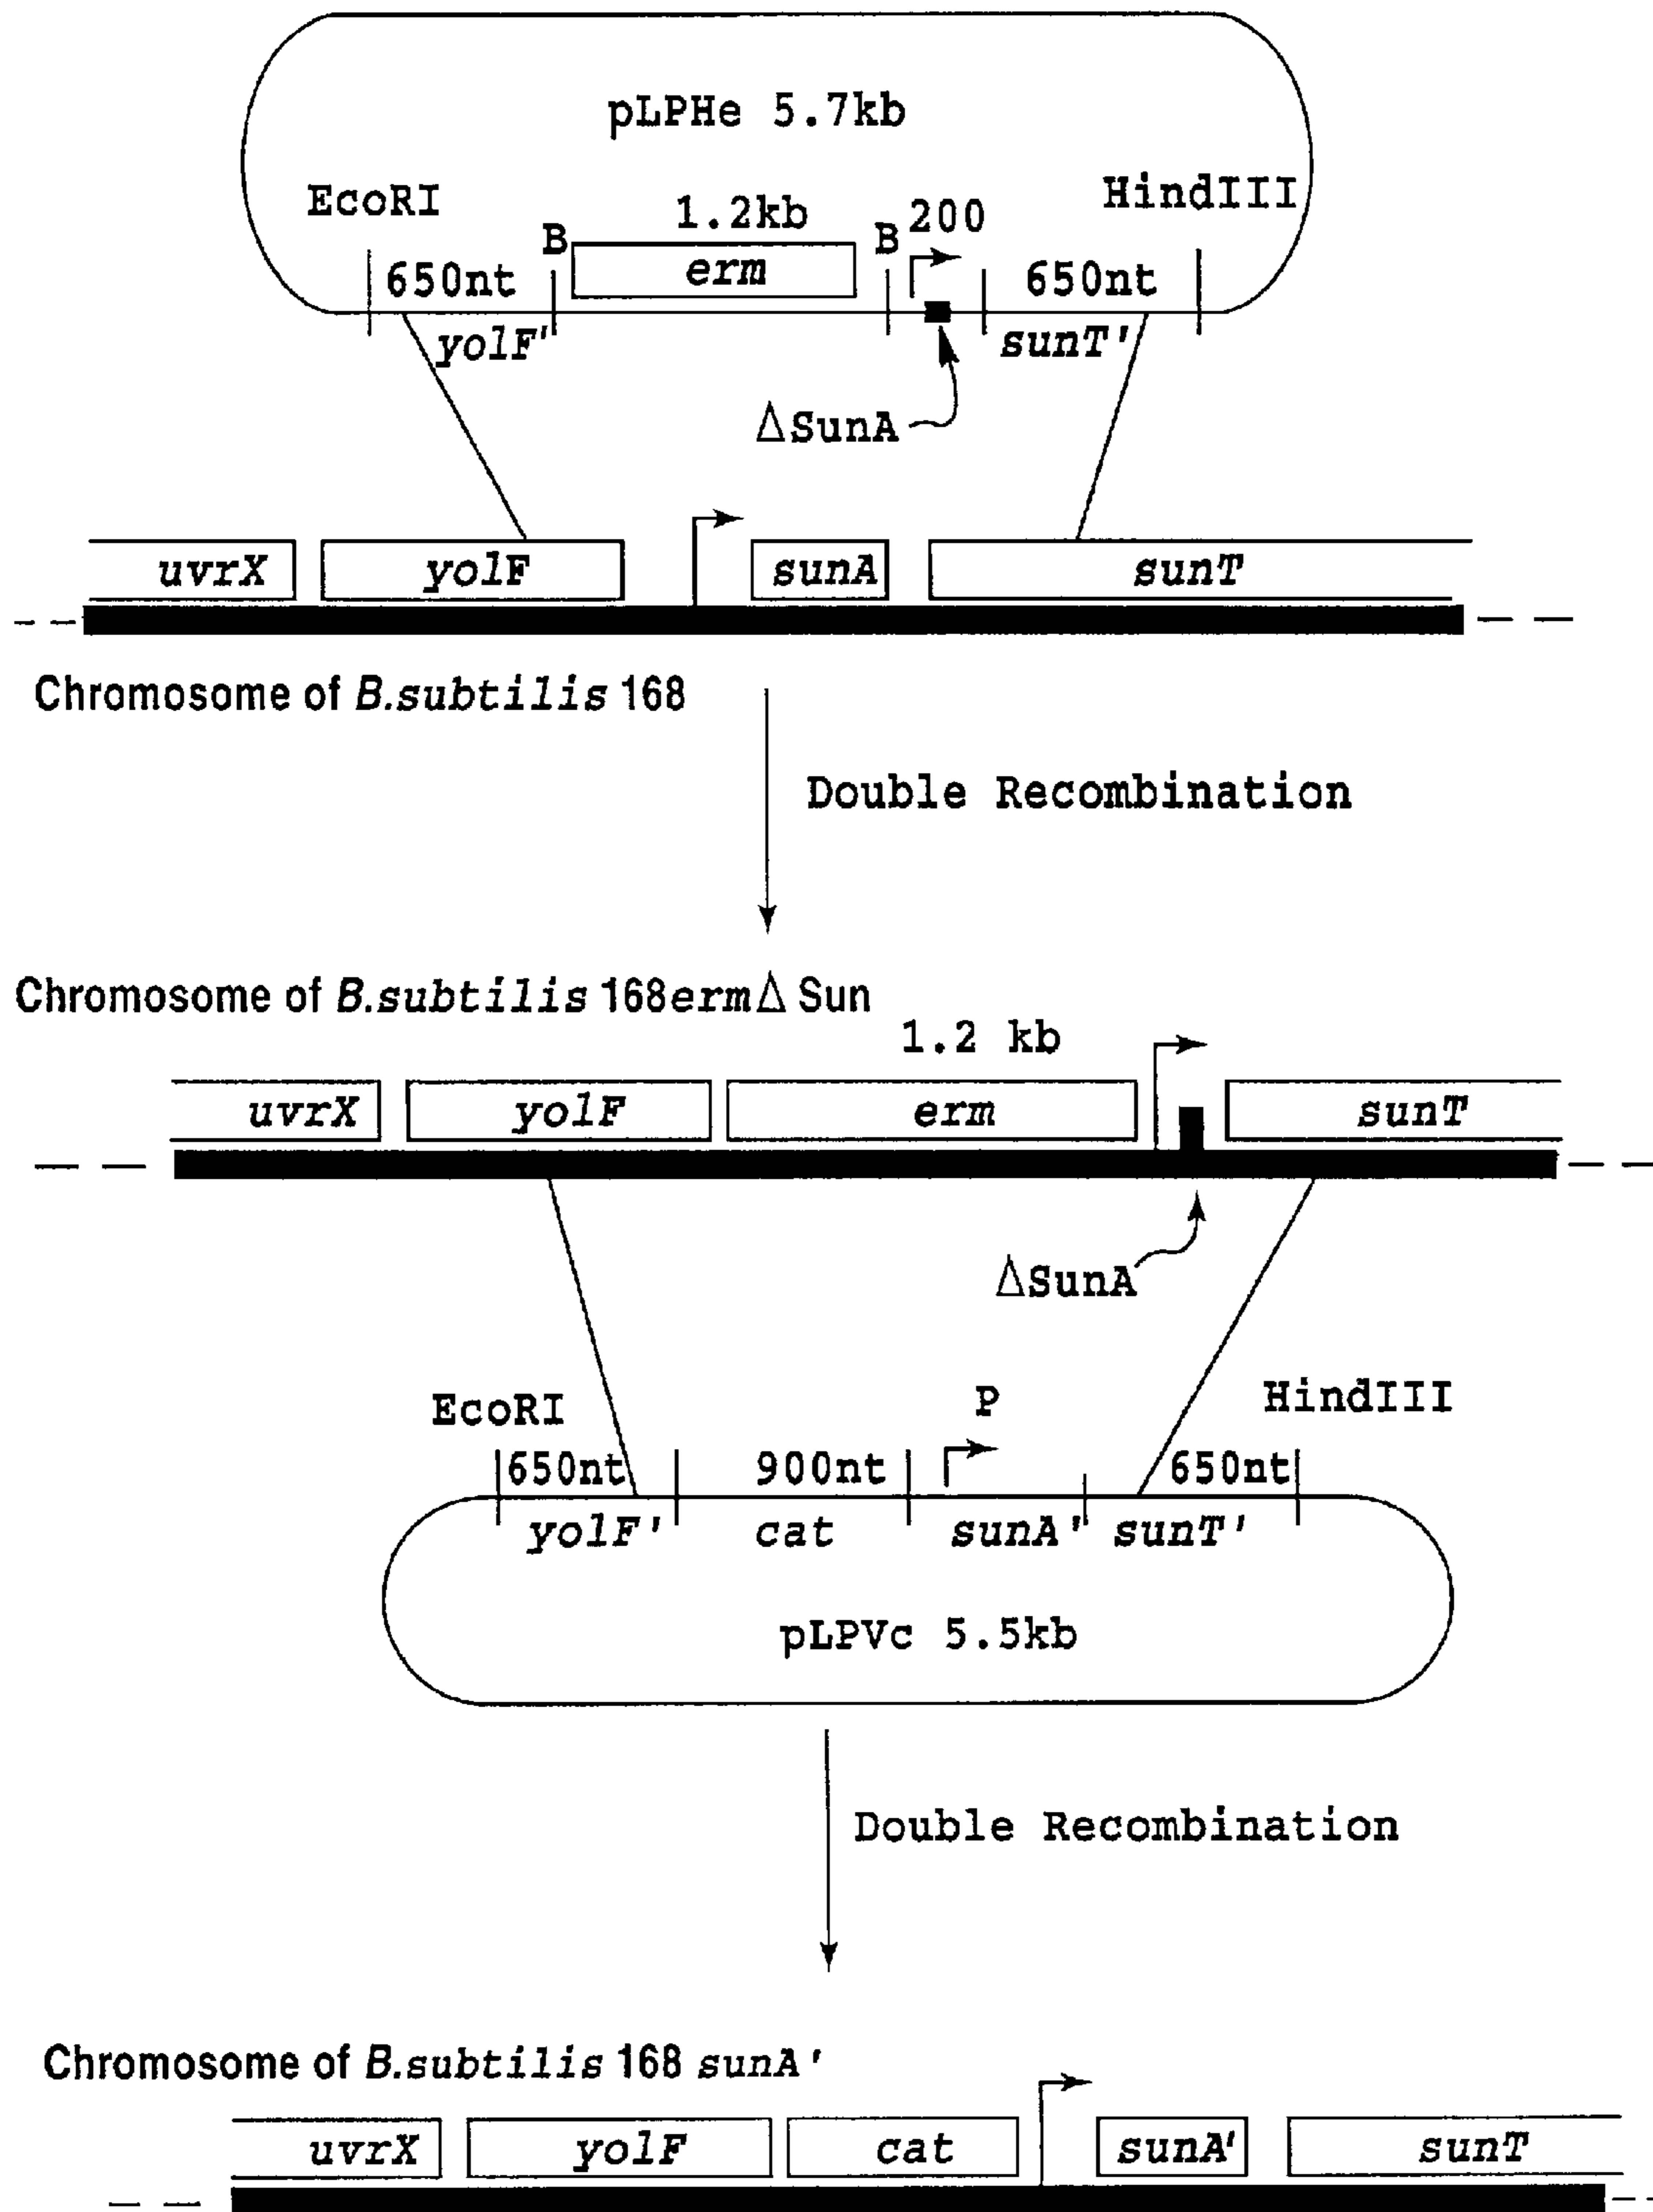 pLPHe 5.7kb
EcoRI
HindIII
1.2kb
B
B
200
650nt
erm
650nt
yolF'
sunT'
ΔSunA
uvrX
yolF
sunA
sunT
Chromosome of B.subtilis 168
Double Recombination
Chromosome of B.subtilis 168ermΔ Sun
1.2 kb
uvrX
yolF
erm
sunT
ΔSunA
EcoRI
P
HindIII
650nt
900nt
650nt
yolF'
cat
sunA'
sunT'
pLPVc 5.5kb
Double Recombination
Chromosome of B.subtilis 168 sunA'
uvrX
yolF
cat
sunA'
sunT